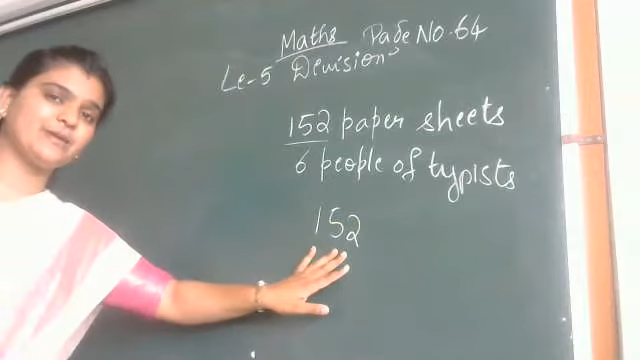 Maths Page No. 64
Le-5 Devision
152 paper sheets
6 people of typists
152